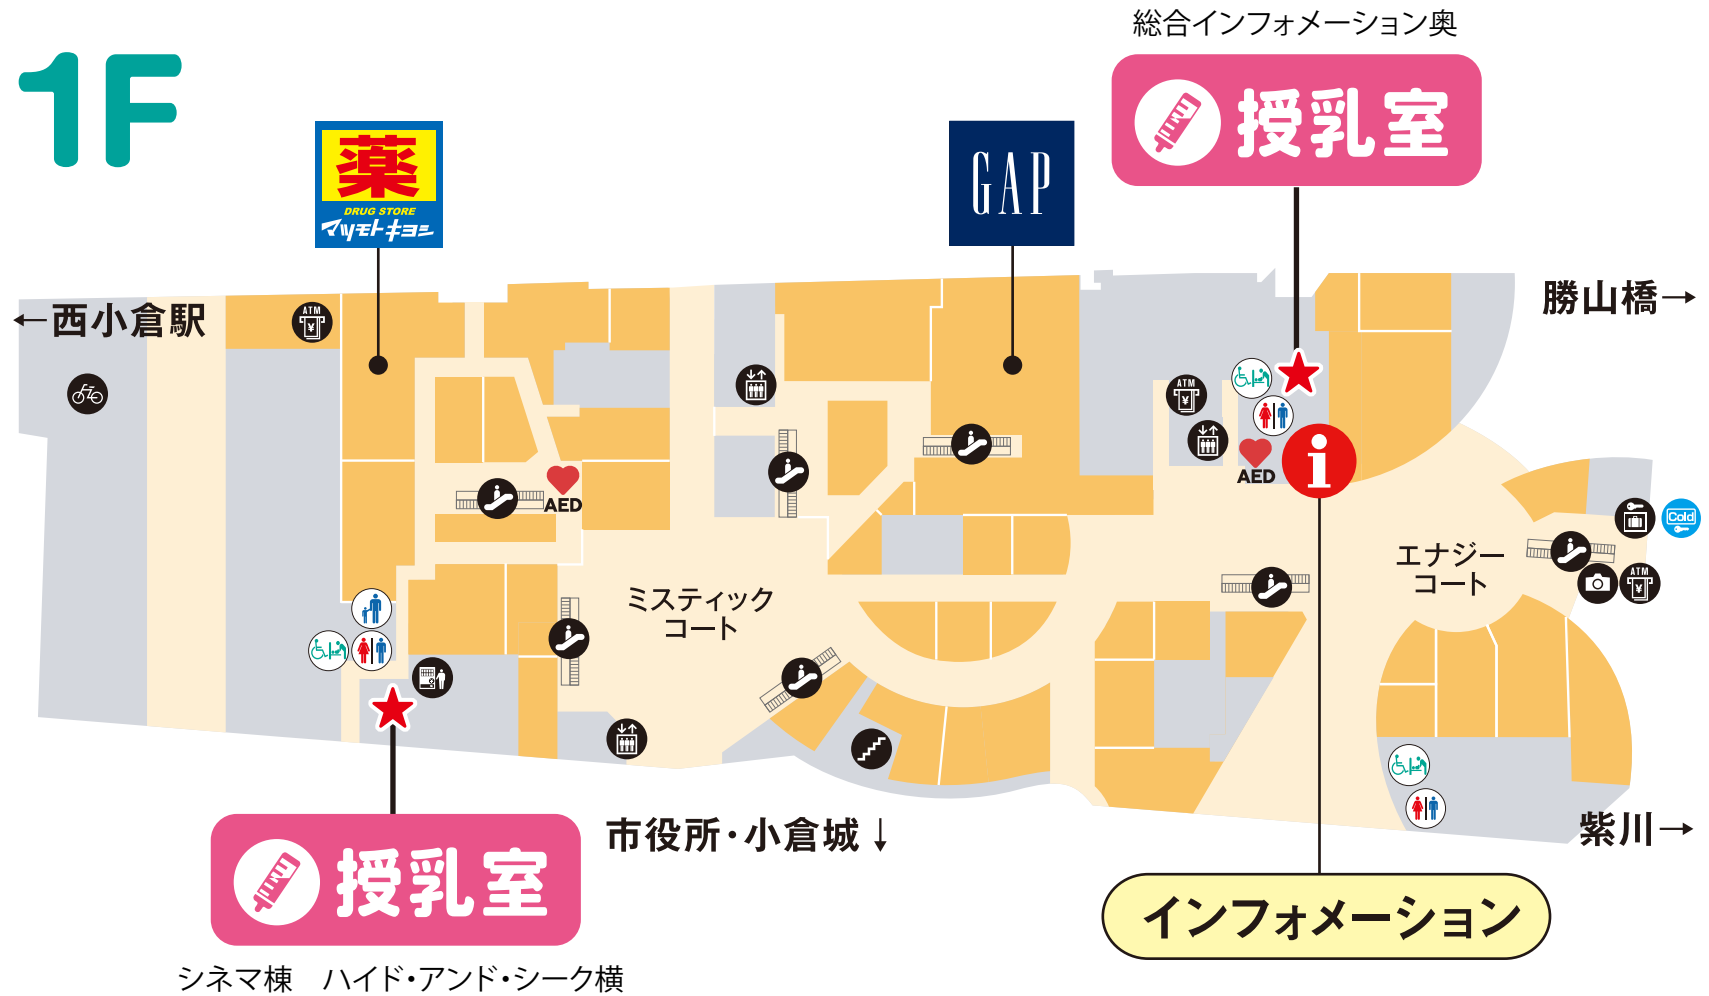 1F
総合インフォメーション奥
授乳室
薬
DRUG STORE
マツモトキヨシ
GAP
←西小倉駅
勝山橋→
ATM
¥
ATM
¥
AED
AED
i
Cold
エナジー
コート
ATM
¥
ミスティック
コート
市役所・小倉城↓
紫川→
授乳室
インフォメーション
シネマ棟 ハイド・アンド・シーク横